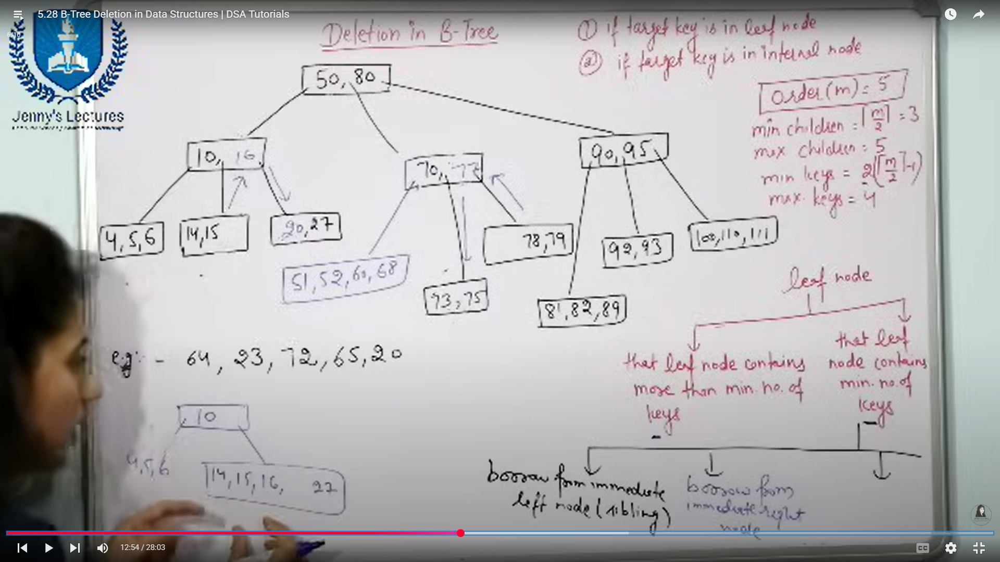 5.28 B-Tree Deletion in Data Structures | DSA Tutorials
6/10
Jenny's Lectures
Deletion in B-Tree
① if target key is in leaf node
② if target key is in internal node
Order(m) = 5
min children = ⌈m/2⌉ = 3
max children = 5
min keys = 2(⌈m/2⌉-1)
max. keys = 4
50, 80
10, 16
70, 77
90, 95
4, 5, 6
14, 15
20, 27
78, 79
92, 93
100, 110, 111
51, 52, 60, 68
73, 75
81, 82, 89
leaf node
that leaf node contains
more than min. no. of
keys
that leaf
node contains
min. no. of
keys
e.g:- 64, 23, 72, 65, 20
10
4, 5, 6
14, 15, 16, 27
borrow from immediate
left node (sibling)
borrow from
immediate right
node
12:54 / 28:03
CC